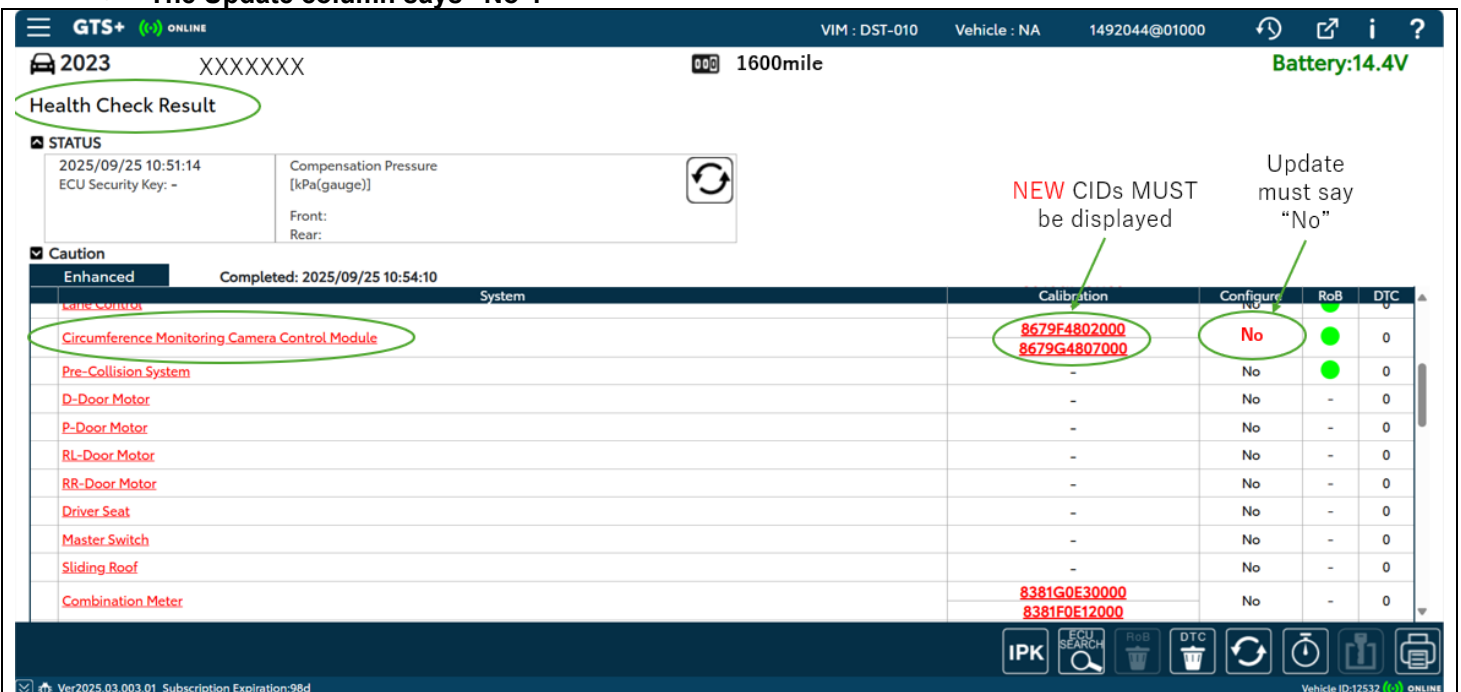 The Update column says "No".
GTS+ ONLINE VIM : DST-010 Vehicle : NA 1492044@01000 i ?
2023 XXXXXXX 1600mile Battery:14.4V
Health Check Result
STATUS
2025/09/25 10:51:14 Compensation Pressure
ECU Security Key: - [kPa(gauge)]
Front:
Rear:
NEW CIDs MUST
be displayed
Update
must say
“No”
Caution
Enhanced Completed: 2025/09/25 10:54:10
System Calibration Configure RoB DTC
Lane Control No 0
Circumference Monitoring Camera Control Module 8679F4802000 No 0
8679G4807000
Pre-Collision System - No 0
D-Door Motor - No - 0
P-Door Motor - No - 0
RL-Door Motor - No - 0
RR-Door Motor - No - 0
Driver Seat - No - 0
Master Switch - No - 0
Sliding Roof - No - 0
Combination Meter 8381G0E30000 No - 0
8381F0E12000
IPK ECU SEARCH RoB DTC
Ver2025.03.003.01 Subscription Expiration:98d Vehicle ID:12532 ONLINE